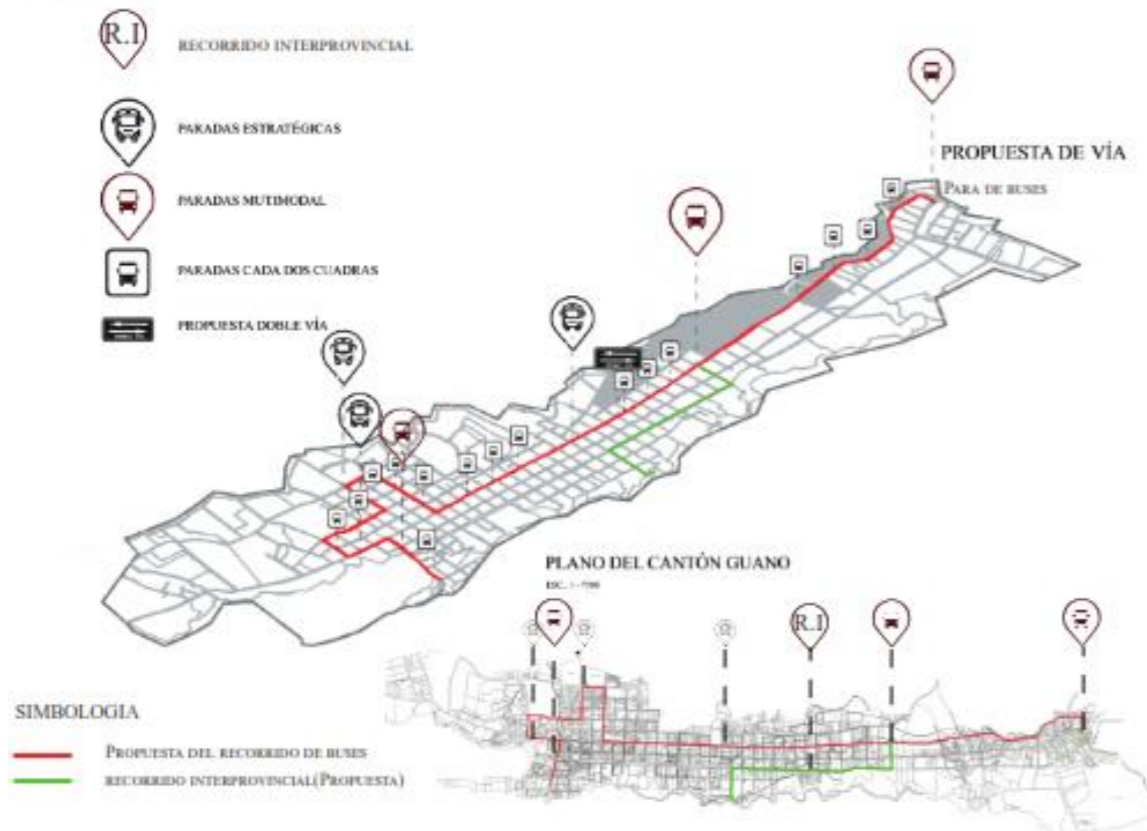 R.I
RECORRIDO INTERPROVINCIAL
PARADAS ESTRATÉGICAS
PARADAS MUTIMODAL
PARADAS CADA DOS CUADRAS
PROPUESTA DOBLE VÍA
PROPUESTA DE VÍA
PARA DE BUSES
PLANO DEL CANTÓN GUANO
R.I
SIMBOLOGIA
PROPUESTA DEL RECORRIDO DE BUSES
RECORRIDO INTERPROVINCIAL(PROPUESTA)